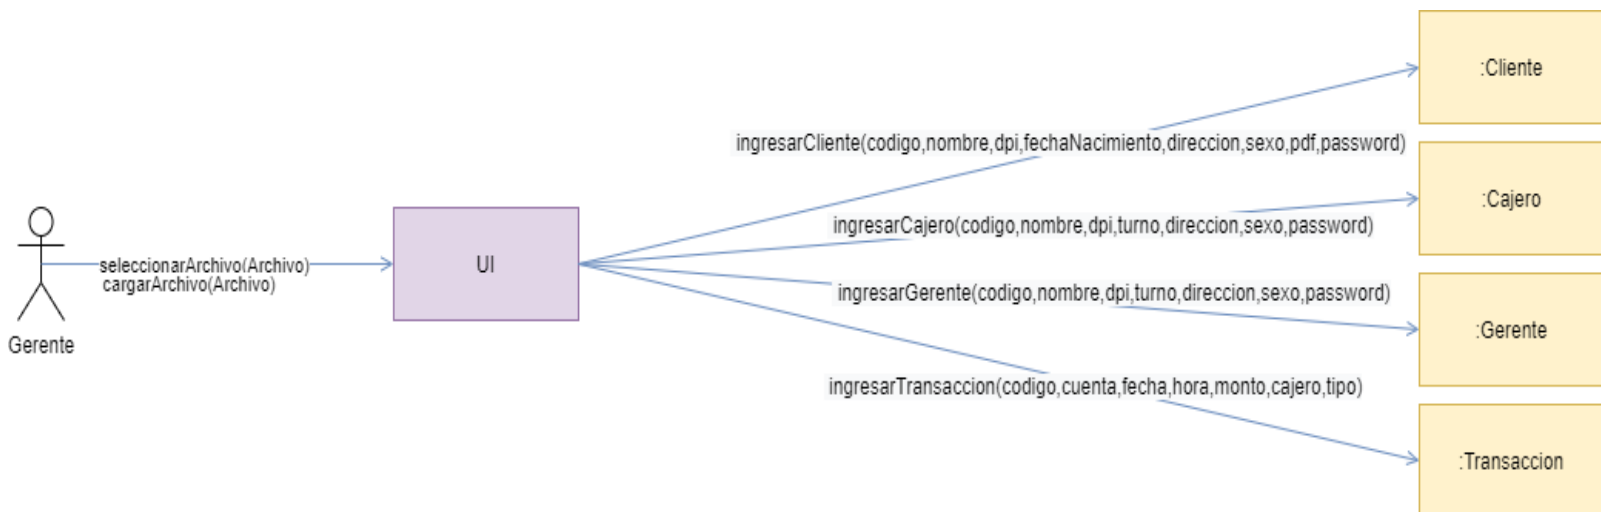 :Cliente
ingresarCliente(codigo,nombre,dpi,fechaNacimiento,direccion,sexo,pdf,password)
:Cajero
ingresarCajero(codigo,nombre,dpi,turno,direccion,sexo,password)
seleccionarArchivo(Archivo)
cargarArchivo(Archivo)
UI
ingresarGerente(codigo,nombre,dpi,turno,direccion,sexo,password)
:Gerente
Gerente
ingresarTransaccion(codigo,cuenta,fecha,hora,monto,cajero,tipo)
:Transaccion